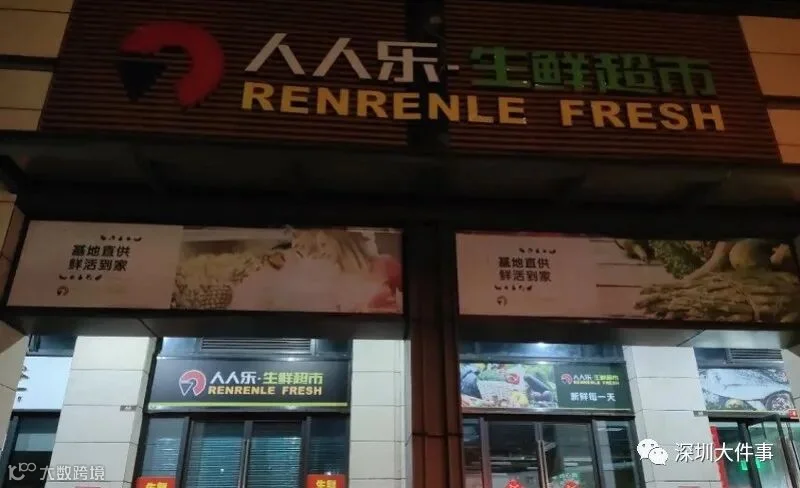 人人乐·生鲜超市
RENRENLE FRESH
基地直供
鲜活到家
基地直供
鲜活到家
人人乐·生鲜超市
RENRENLE FRESH
人人乐·生鲜超市
RENRENLE FRESH
新鲜每一天
深圳大件事
大数跨境